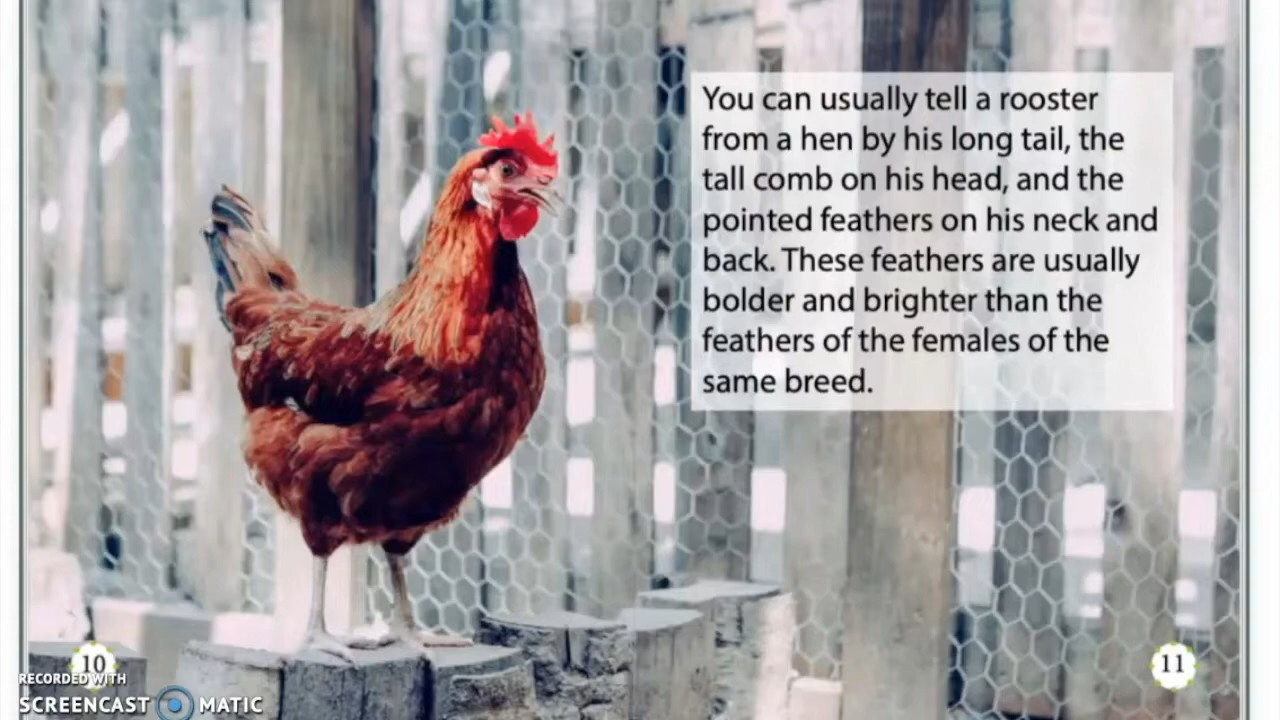 You can usually tell a rooster
from a hen by his long tail, the
tall comb on his head, and the
pointed feathers on his neck and
back. These feathers are usually
bolder and brighter than the
feathers of the females of the
same breed.
10
11
RECORDED WITH
SCREENCAST MATIC